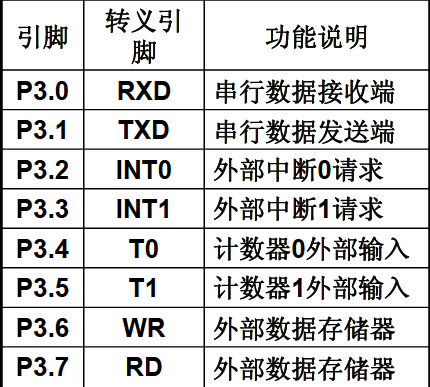 引脚 转义引脚 功能说明
P3.0 RXD 串行数据接收端
P3.1 TXD 串行数据发送端
P3.2 INT0 外部中断0请求
P3.3 INT1 外部中断1请求
P3.4 T0 计数器0外部输入
P3.5 T1 计数器1外部输入
P3.6 WR 外部数据存储器
P3.7 RD 外部数据存储器